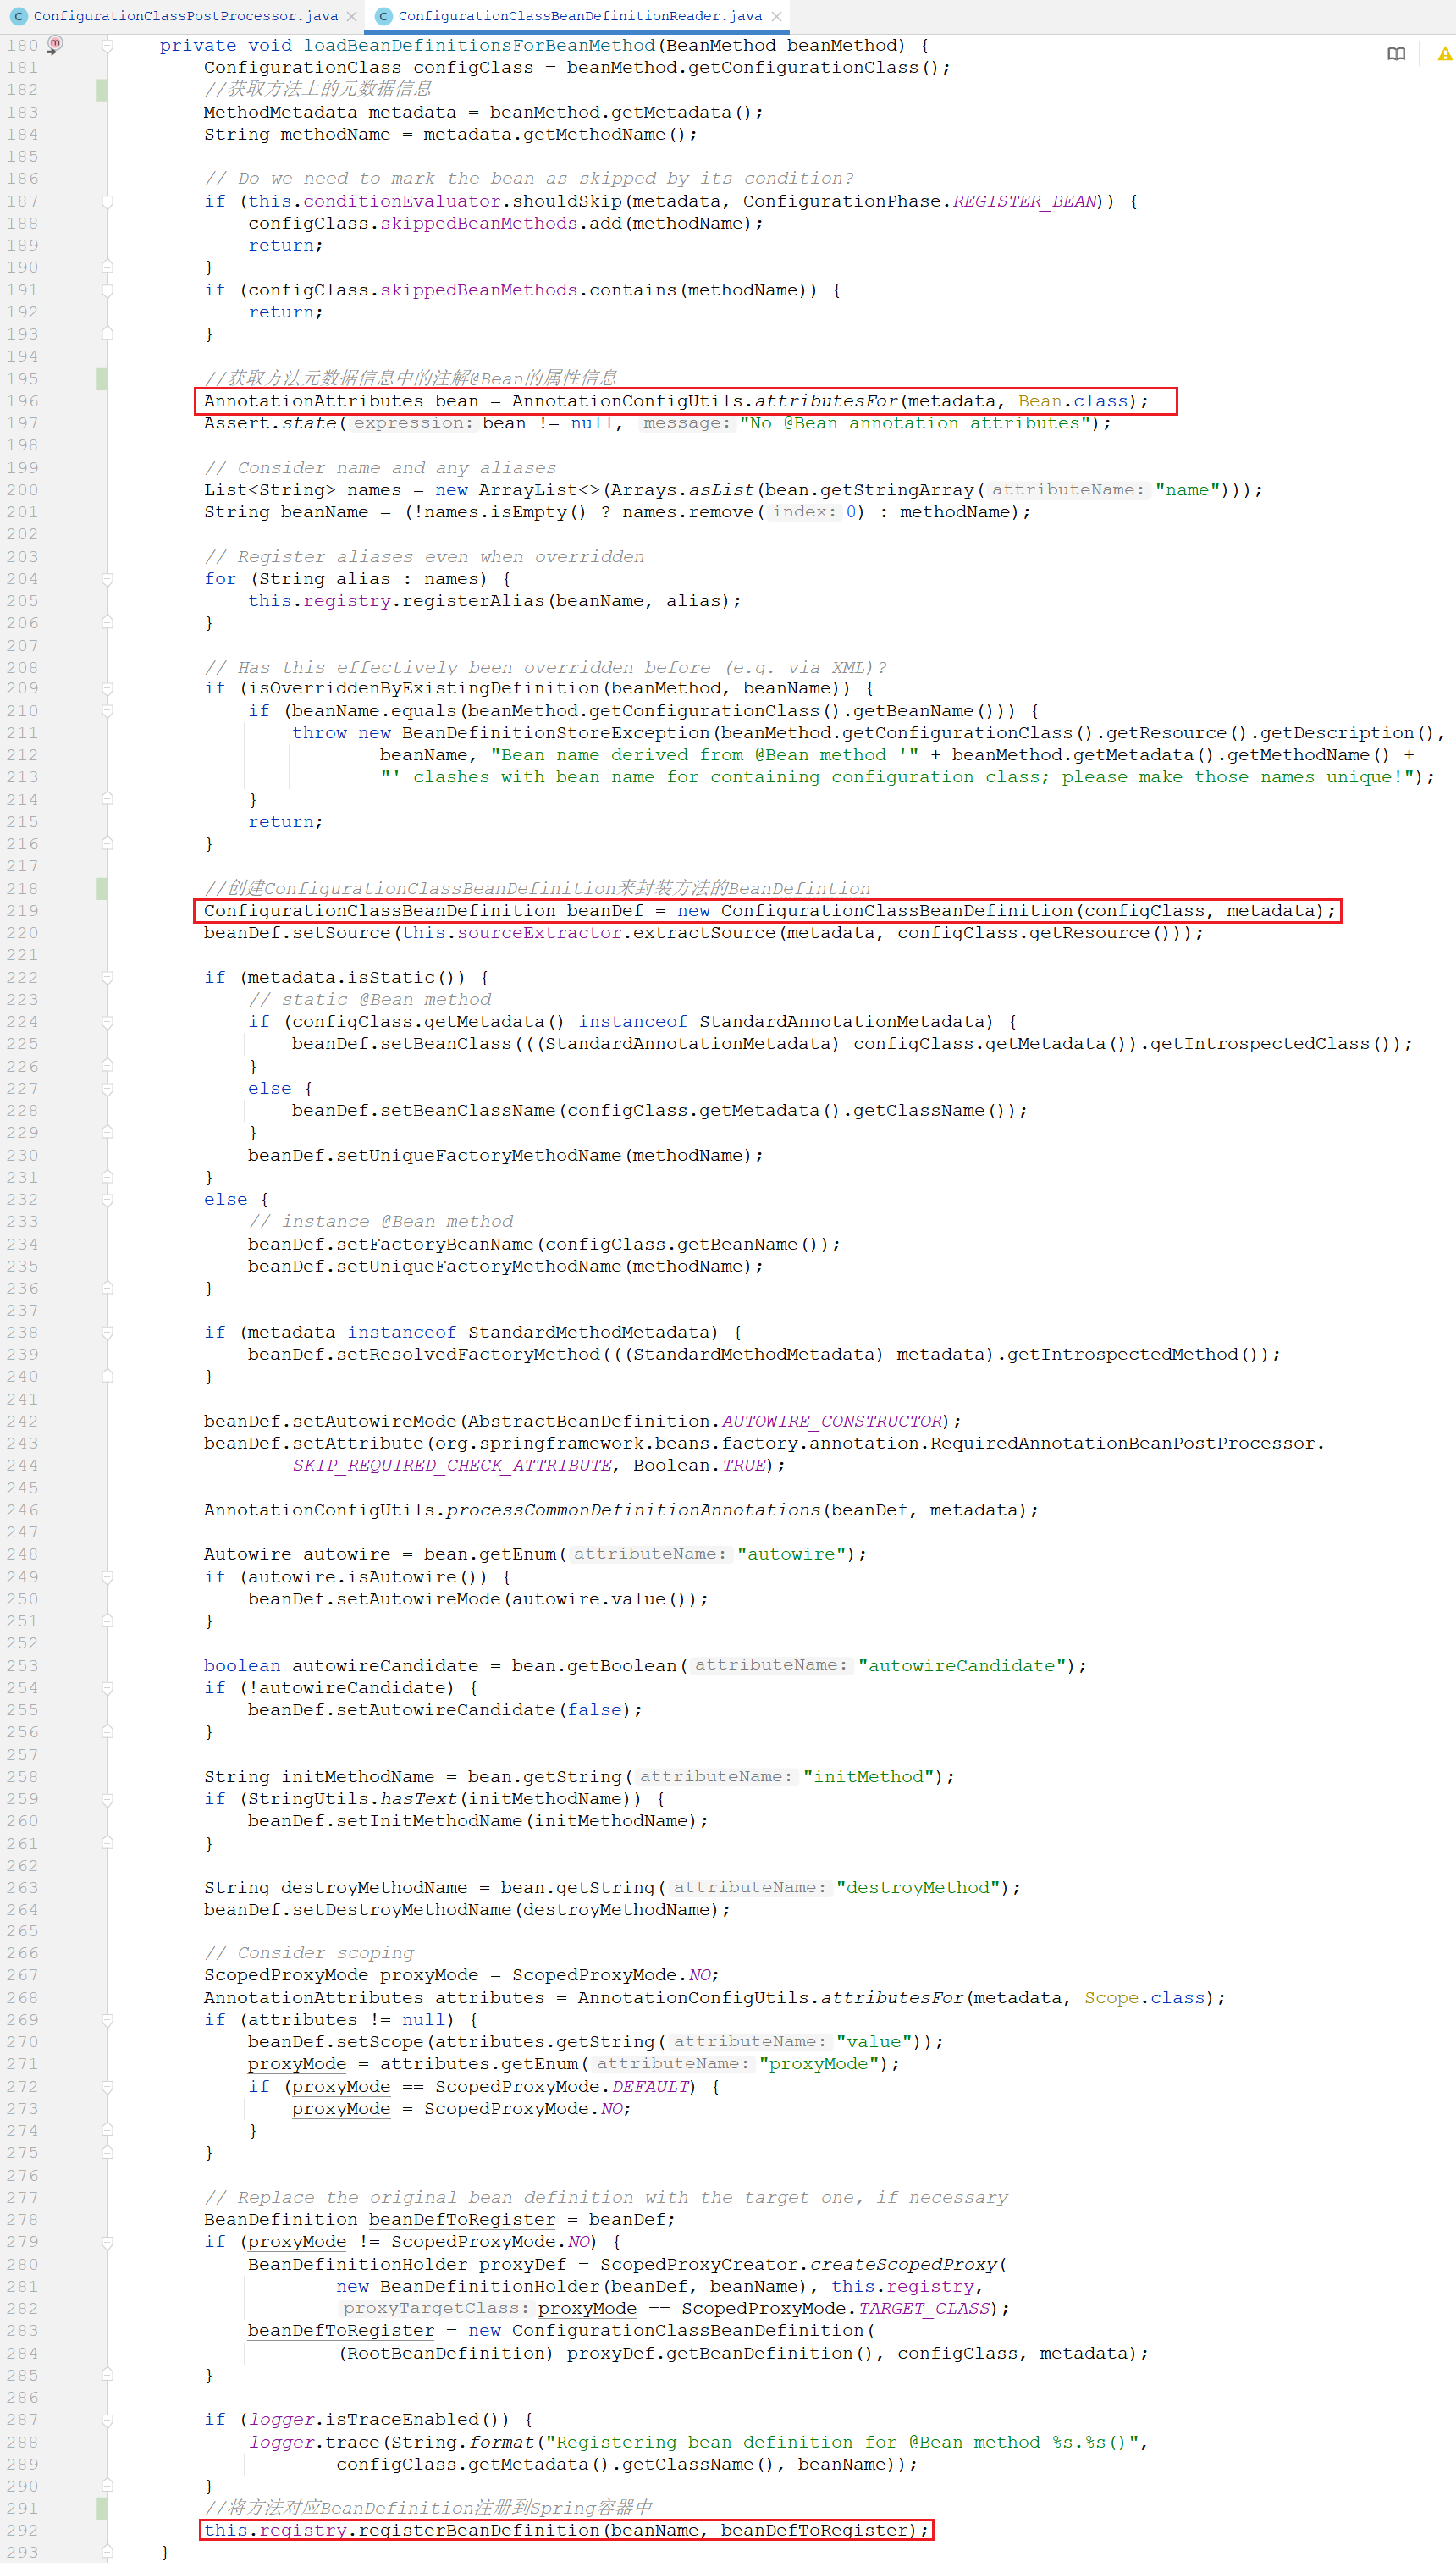 ConfigurationClassPostProcessor.java ConfigurationClassBeanDefinitionReader.java
180 private void loadBeanDefinitionsForBeanMethod(BeanMethod beanMethod) {
181 ConfigurationClass configClass = beanMethod.getConfigurationClass();
182 //获取方法上的元数据信息
183 MethodMetadata metadata = beanMethod.getMetadata();
184 String methodName = metadata.getMethodName();
185
186 // Do we need to mark the bean as skipped by its condition?
187 if (this.conditionEvaluator.shouldSkip(metadata, ConfigurationPhase.REGISTER_BEAN)) {
188 configClass.skippedBeanMethods.add(methodName);
189 return;
190 }
191 if (configClass.skippedBeanMethods.contains(methodName)) {
192 return;
193 }
194
195 //获取方法元数据信息中的注解@Bean的属性信息
196 AnnotationAttributes bean = AnnotationConfigUtils.attributesFor(metadata, Bean.class);
197 Assert.state( expression: bean != null, message: "No @Bean annotation attributes");
198
199 // Consider name and any aliases
200 List<String> names = new ArrayList<>(Arrays.asList(bean.getStringArray( attributeName: "name")));
201 String beanName = (!names.isEmpty() ? names.remove( index: 0) : methodName);
202
203 // Register aliases even when overridden
204 for (String alias : names) {
205 this.registry.registerAlias(beanName, alias);
206 }
207
208 // Has this effectively been overridden before (e.g. via XML)?
209 if (isOverriddenByExistingDefinition(beanMethod, beanName)) {
210 if (beanName.equals(beanMethod.getConfigurationClass().getBeanName())) {
211 throw new BeanDefinitionStoreException(beanMethod.getConfigurationClass().getResource().getDescription(),
212 beanName, "Bean name derived from @Bean method '" + beanMethod.getMetadata().getMethodName() +
213 "' clashes with bean name for containing configuration class; please make those names unique!");
214 }
215 return;
216 }
217
218 //创建ConfigurationClassBeanDefinition来封装方法的BeanDefintion
219 ConfigurationClassBeanDefinition beanDef = new ConfigurationClassBeanDefinition(configClass, metadata);
220 beanDef.setSource(this.sourceExtractor.extractSource(metadata, configClass.getResource()));
221
222 if (metadata.isStatic()) {
223 // static @Bean method
224 if (configClass.getMetadata() instanceof StandardAnnotationMetadata) {
225 beanDef.setBeanClass(((StandardAnnotationMetadata) configClass.getMetadata()).getIntrospectedClass());
226 }
227 else {
228 beanDef.setBeanClassName(configClass.getMetadata().getClassName());
229 }
230 beanDef.setUniqueFactoryMethodName(methodName);
231 }
232 else {
233 // instance @Bean method
234 beanDef.setFactoryBeanName(configClass.getBeanName());
235 beanDef.setUniqueFactoryMethodName(methodName);
236 }
237
238 if (metadata instanceof StandardMethodMetadata) {
239 beanDef.setResolvedFactoryMethod(((StandardMethodMetadata) metadata).getIntrospectedMethod());
240 }
241
242 beanDef.setAutowireMode(AbstractBeanDefinition.AUTOWIRE_CONSTRUCTOR);
243 beanDef.setAttribute(org.springframework.beans.factory.annotation.RequiredAnnotationBeanPostProcessor.
244 SKIP_REQUIRED_CHECK_ATTRIBUTE, Boolean.TRUE);
245
246 AnnotationConfigUtils.processCommonDefinitionAnnotations(beanDef, metadata);
247
248 Autowire autowire = bean.getEnum( attributeName: "autowire");
249 if (autowire.isAutowire()) {
250 beanDef.setAutowireMode(autowire.value());
251 }
252
253 boolean autowireCandidate = bean.getBoolean( attributeName: "autowireCandidate");
254 if (!autowireCandidate) {
255 beanDef.setAutowireCandidate(false);
256 }
257
258 String initMethodName = bean.getString( attributeName: "initMethod");
259 if (StringUtils.hasText(initMethodName)) {
260 beanDef.setInitMethodName(initMethodName);
261 }
262
263 String destroyMethodName = bean.getString( attributeName: "destroyMethod");
264 beanDef.setDestroyMethodName(destroyMethodName);
265
266 // Consider scoping
267 ScopedProxyMode proxyMode = ScopedProxyMode.NO;
268 AnnotationAttributes attributes = AnnotationConfigUtils.attributesFor(metadata, Scope.class);
269 if (attributes != null) {
270 beanDef.setScope(attributes.getString( attributeName: "value"));
271 proxyMode = attributes.getEnum( attributeName: "proxyMode");
272 if (proxyMode == ScopedProxyMode.DEFAULT) {
273 proxyMode = ScopedProxyMode.NO;
274 }
275 }
276
277 // Replace the original bean definition with the target one, if necessary
278 BeanDefinition beanDefToRegister = beanDef;
279 if (proxyMode != ScopedProxyMode.NO) {
280 BeanDefinitionHolder proxyDef = ScopedProxyCreator.createScopedProxy(
281 new BeanDefinitionHolder(beanDef, beanName), this.registry,
282 proxyTargetClass: proxyMode == ScopedProxyMode.TARGET_CLASS);
283 beanDefToRegister = new ConfigurationClassBeanDefinition(
284 (RootBeanDefinition) proxyDef.getBeanDefinition(), configClass, metadata);
285 }
286
287 if (logger.isTraceEnabled()) {
288 logger.trace(String.format("Registering bean definition for @Bean method %s.%s()",
289 configClass.getMetadata().getClassName(), beanName));
290 }
291 //将方法对应BeanDefinition注册到Spring容器中
292 this.registry.registerBeanDefinition(beanName, beanDefToRegister);
293 }